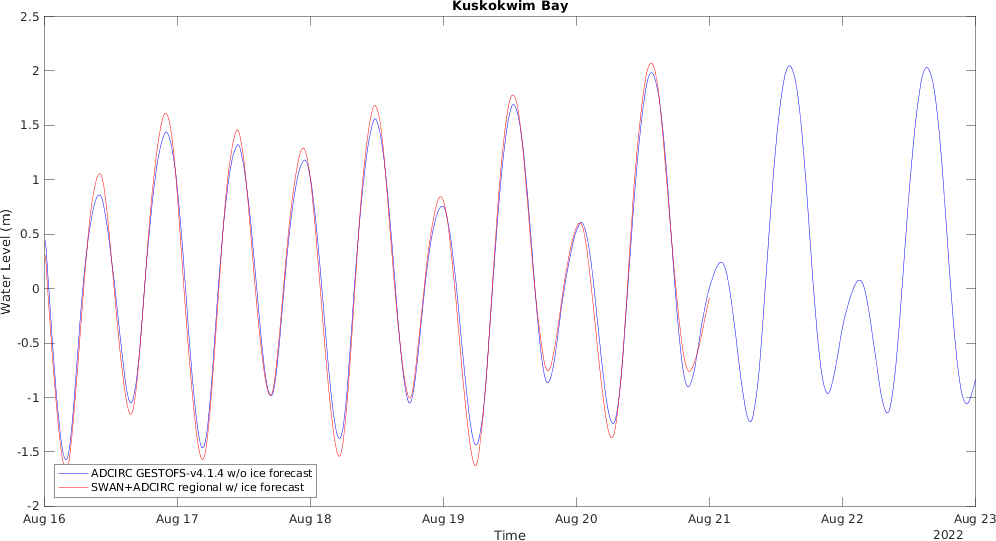 Kuskokwim Bay
2.5
2
1.5
1
0.5
0
-0.5
-1
-1.5
-2
Water Level (m)
ADCIRC GESTOFS-v4.1.4 w/o ice forecast
SWAN+ADCIRC regional w/ ice forecast
Aug 16 Aug 17 Aug 18 Aug 19 Aug 20 Aug 21 Aug 22 Aug 23
Time
2022